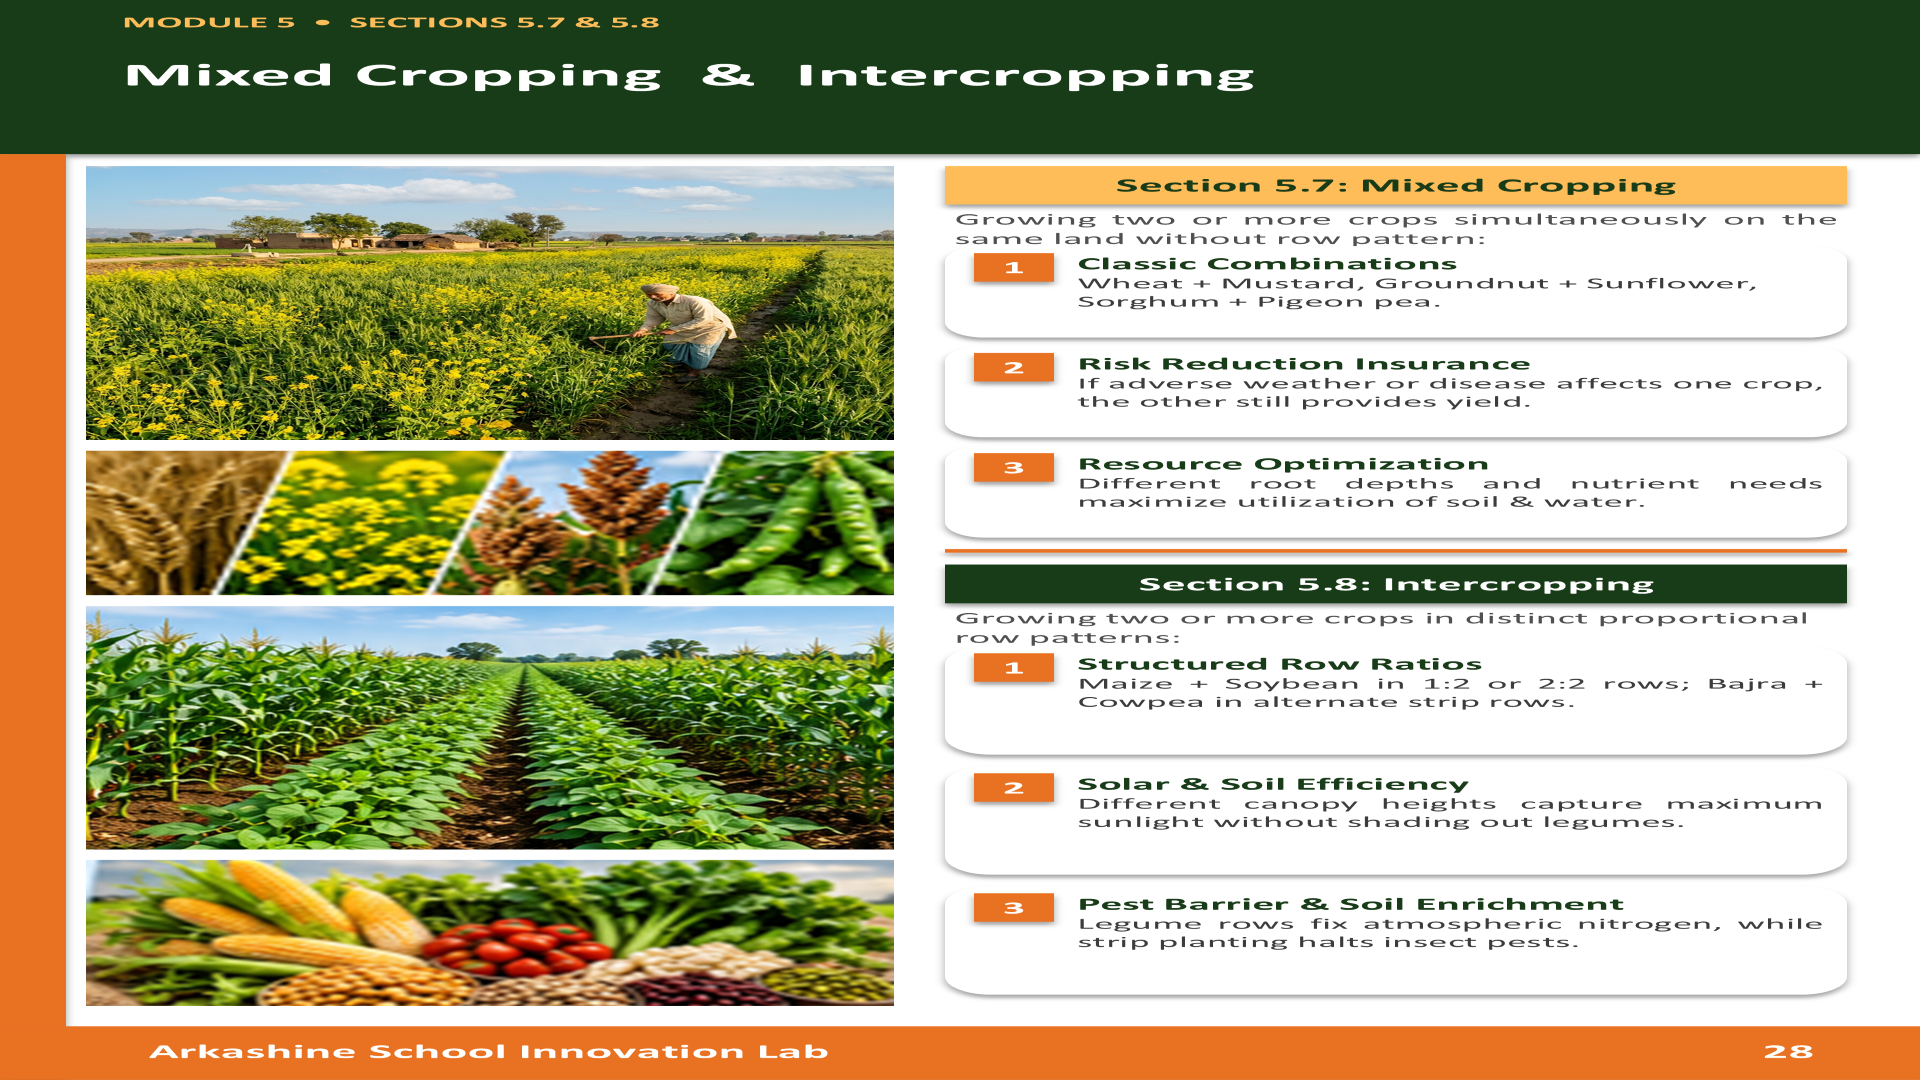 MODULE 5 • SECTIONS 5.7 & 5.8
Mixed Cropping & Intercropping
Section 5.7: Mixed Cropping
Growing two or more crops simultaneously on the
same land without row pattern:
1
Classic Combinations
Wheat + Mustard, Groundnut + Sunflower,
Sorghum + Pigeon pea.
2
Risk Reduction Insurance
If adverse weather or disease affects one crop,
the other still provides yield.
3
Resource Optimization
Different root depths and nutrient needs
maximize utilization of soil & water.
Section 5.8: Intercropping
Growing two or more crops in distinct proportional
row patterns:
1
Structured Row Ratios
Maize + Soybean in 1:2 or 2:2 rows; Bajra +
Cowpea in alternate strip rows.
2
Solar & Soil Efficiency
Different canopy heights capture maximum
sunlight without shading out legumes.
3
Pest Barrier & Soil Enrichment
Legume rows fix atmospheric nitrogen, while
strip planting halts insect pests.
Arkashine School Innovation Lab
28